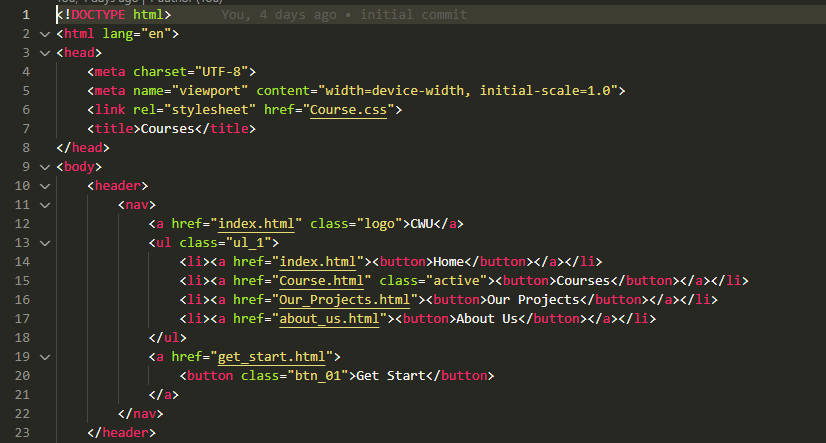 You, 4 days ago | 1 author (You)
1 <!DOCTYPE html> You, 4 days ago • initial commit
2 <html lang="en">
3 <head>
4 <meta charset="UTF-8">
5 <meta name="viewport" content="width=device-width, initial-scale=1.0">
6 <link rel="stylesheet" href="Course.css">
7 <title>Courses</title>
8 </head>
9 <body>
10 <header>
11 <nav>
12 <a href="index.html" class="logo">CWU</a>
13 <ul class="ul_1">
14 <li><a href="index.html"><button>Home</button></a></li>
15 <li><a href="Course.html" class="active"><button>Courses</button></a></li>
16 <li><a href="Our_Projects.html"><button>Our Projects</button></a></li>
17 <li><a href="about_us.html"><button>About Us</button></a></li>
18 </ul>
19 <a href="get_start.html">
20 <button class="btn_01">Get Start</button>
21 </a>
22 </nav>
23 </header>